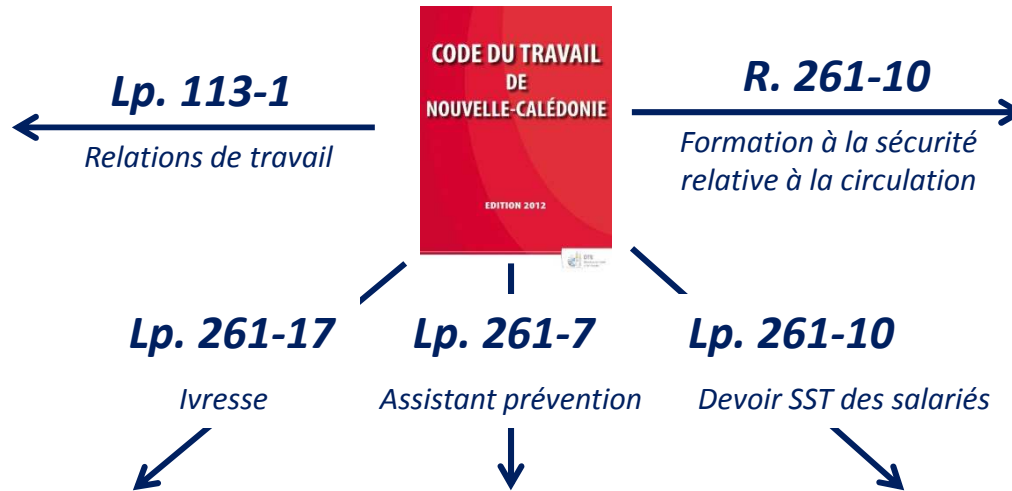 CODE DU TRAVAIL
DE
NOUVELLE-CALÉDONIE
EDITION 2012
DTE
Lp. 113-1
Relations de travail
R. 261-10
Formation à la sécurité
relative à la circulation
Lp. 261-17
Ivresse
Lp. 261-7
Assistant prévention
Lp. 261-10
Devoir SST des salariés